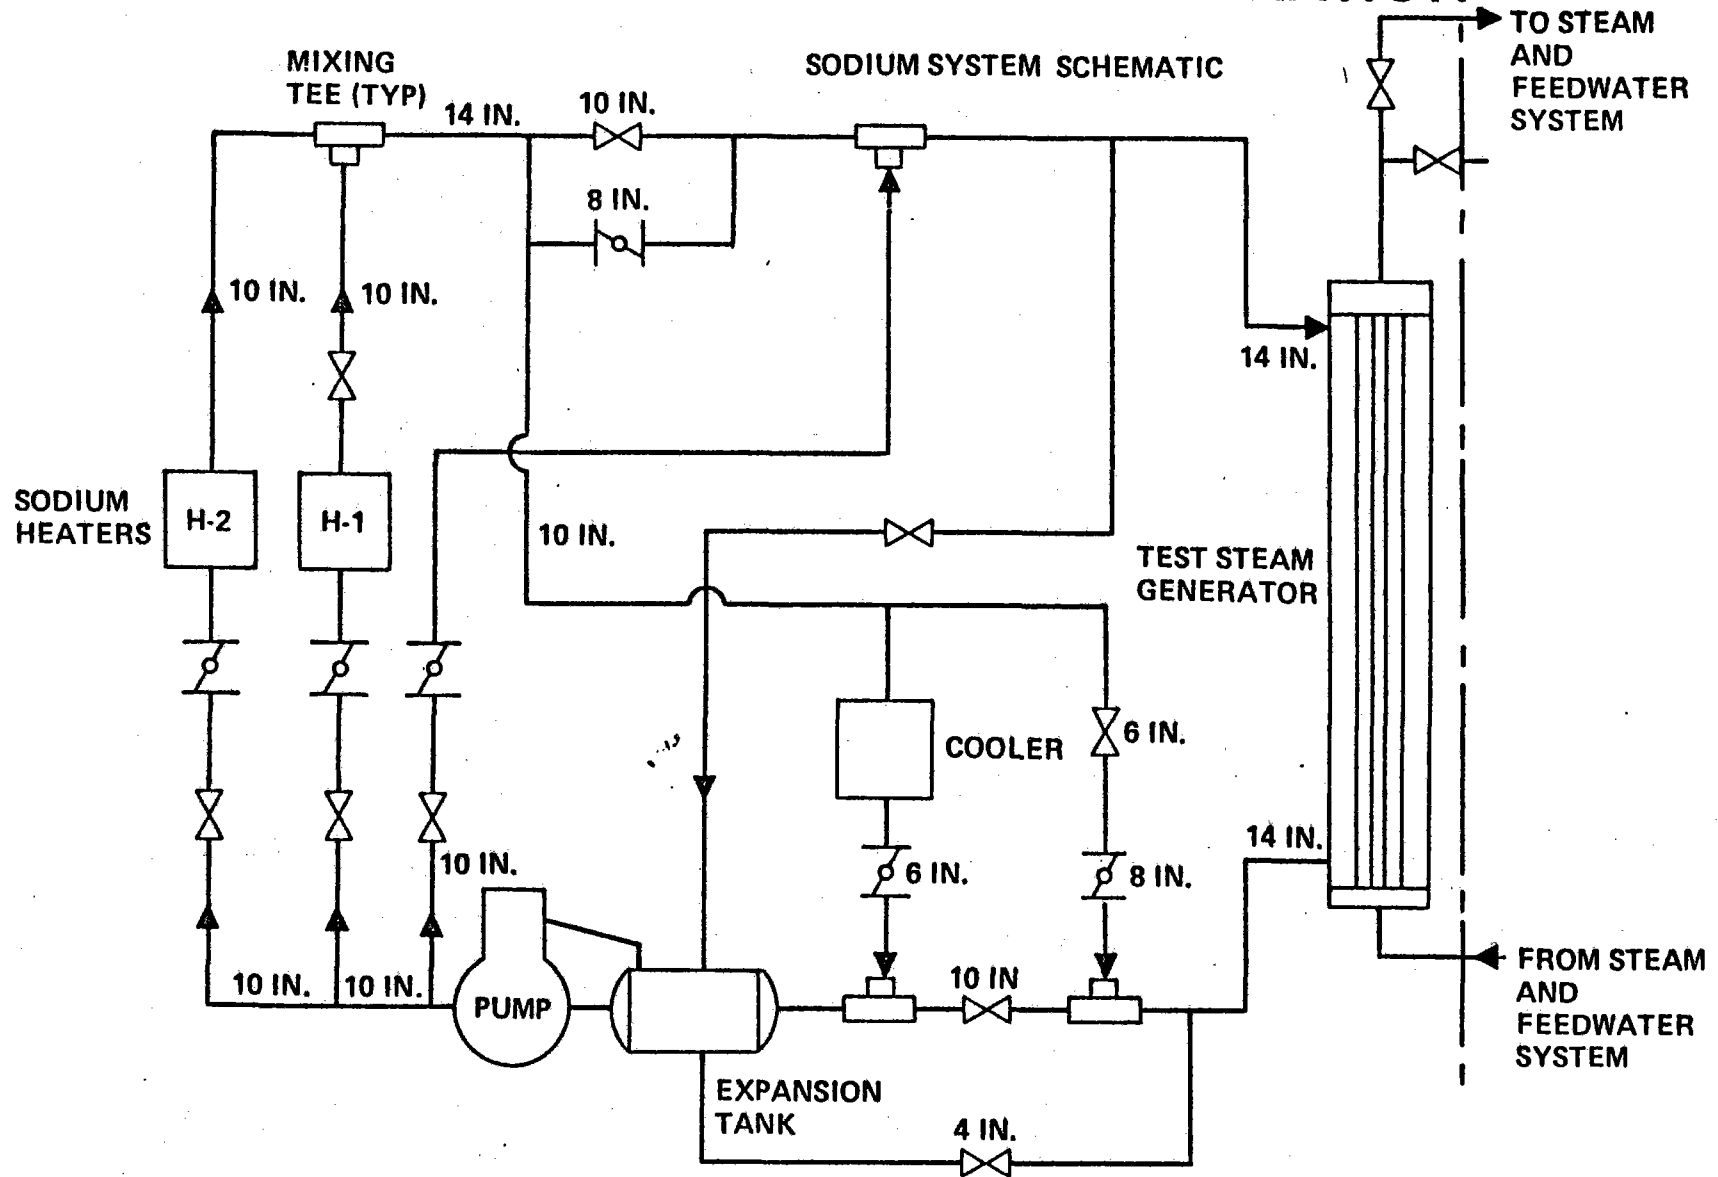 TO STEAM
AND
FEEDWATER
SYSTEM
MIXING
TEE (TYP)
SODIUM SYSTEM SCHEMATIC
14 IN.
10 IN.
8 IN.
10 IN.
10 IN.
14 IN.
SODIUM
HEATERS
H-2
H-1
10 IN.
TEST STEAM
GENERATOR
COOLER
6 IN.
14 IN.
10 IN.
6 IN.
8 IN.
10 IN.
10 IN.
PUMP
10 IN
FROM STEAM
AND
FEEDWATER
SYSTEM
EXPANSION
TANK
4 IN.